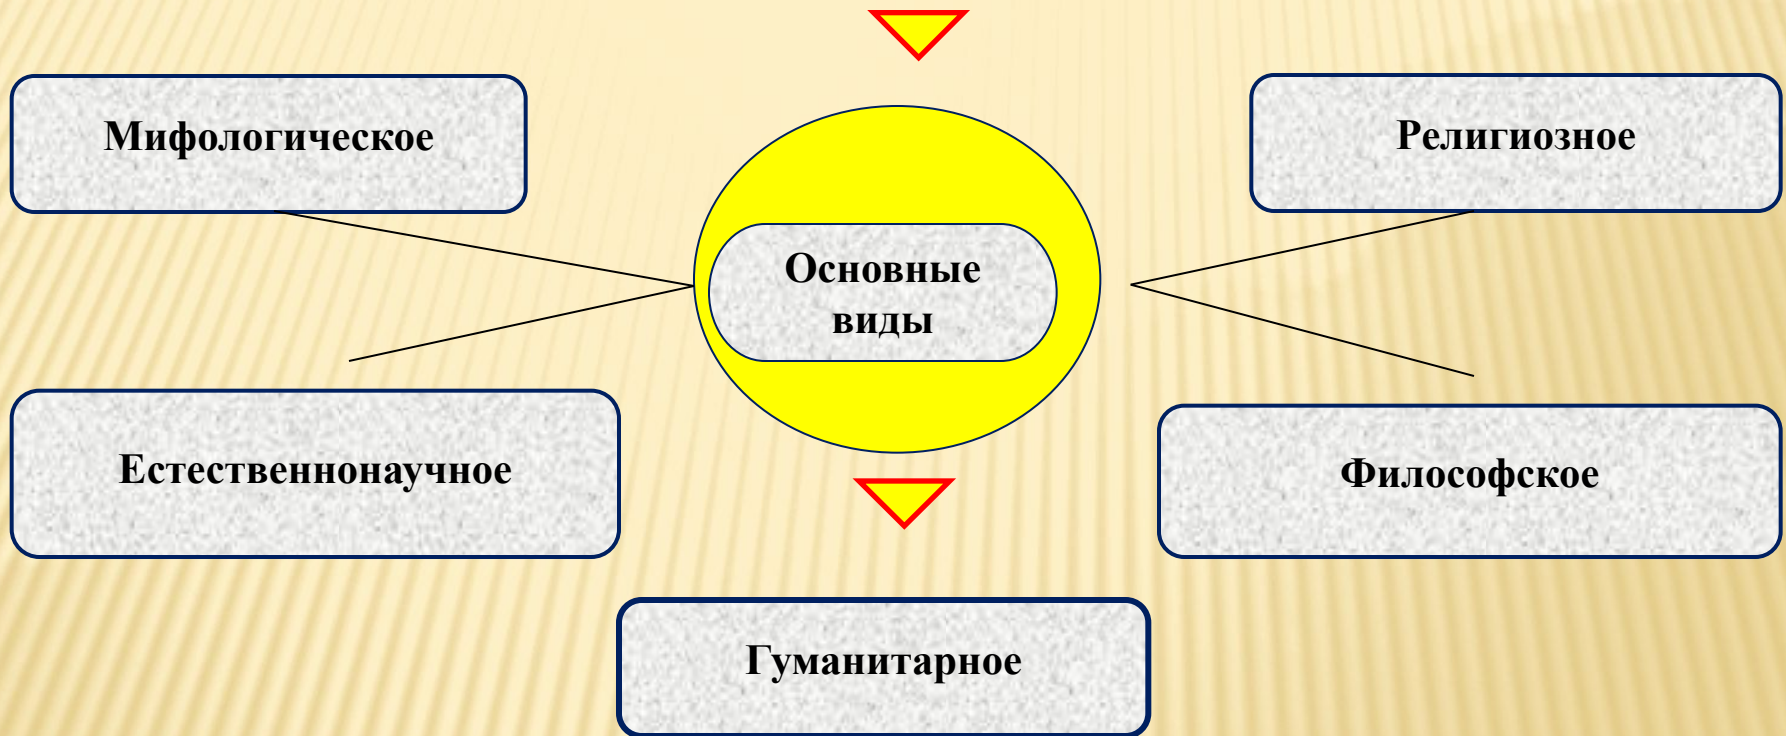 Мифологическое
Религиозное
Основные
виды
Естественнонаучное
Философское
Гуманитарное